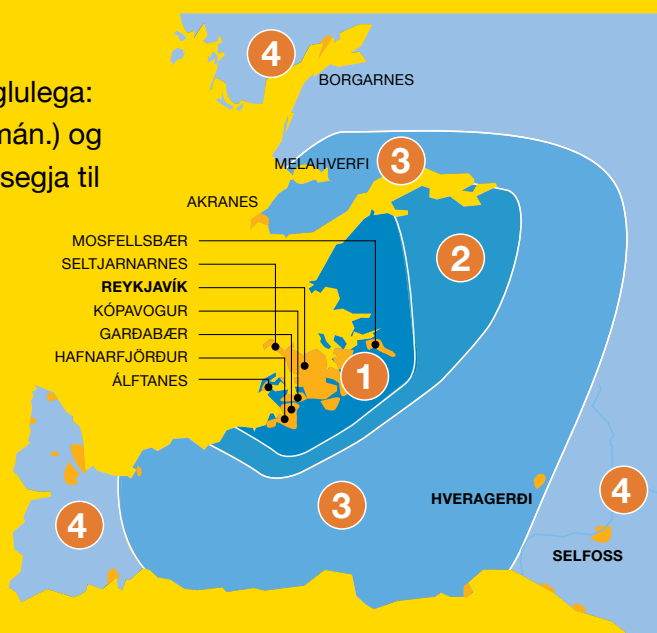 glulega:
mán.) og
segja til
4
BORGARNES
MELAHVERFI
3
AKRANES
MOSFELLSBÆR
SELTJARNARNES
REYKJAVÍK
KÓPAVOGUR
GARÐABÆR
HAFNARFJÖRÐUR
ÁLFTANES
2
1
3
HVERAGERÐI
4
4
SELFOSS